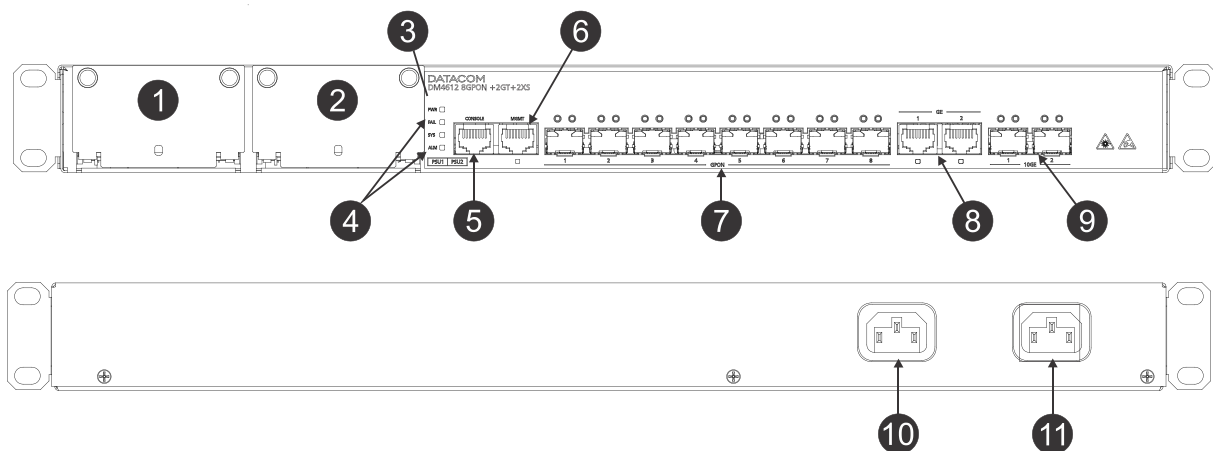 1
2
3
4
5
6
7
8
9
DATACOM
DM4612 8GPON +2GT+2XS
PWR
FAIL
SYS
ALM
PSU1 PSU2
CONSOLE MGMT
1 2 3 4 5 6 7 8
GPON
GE
1 2
1 10GE 2
10
11